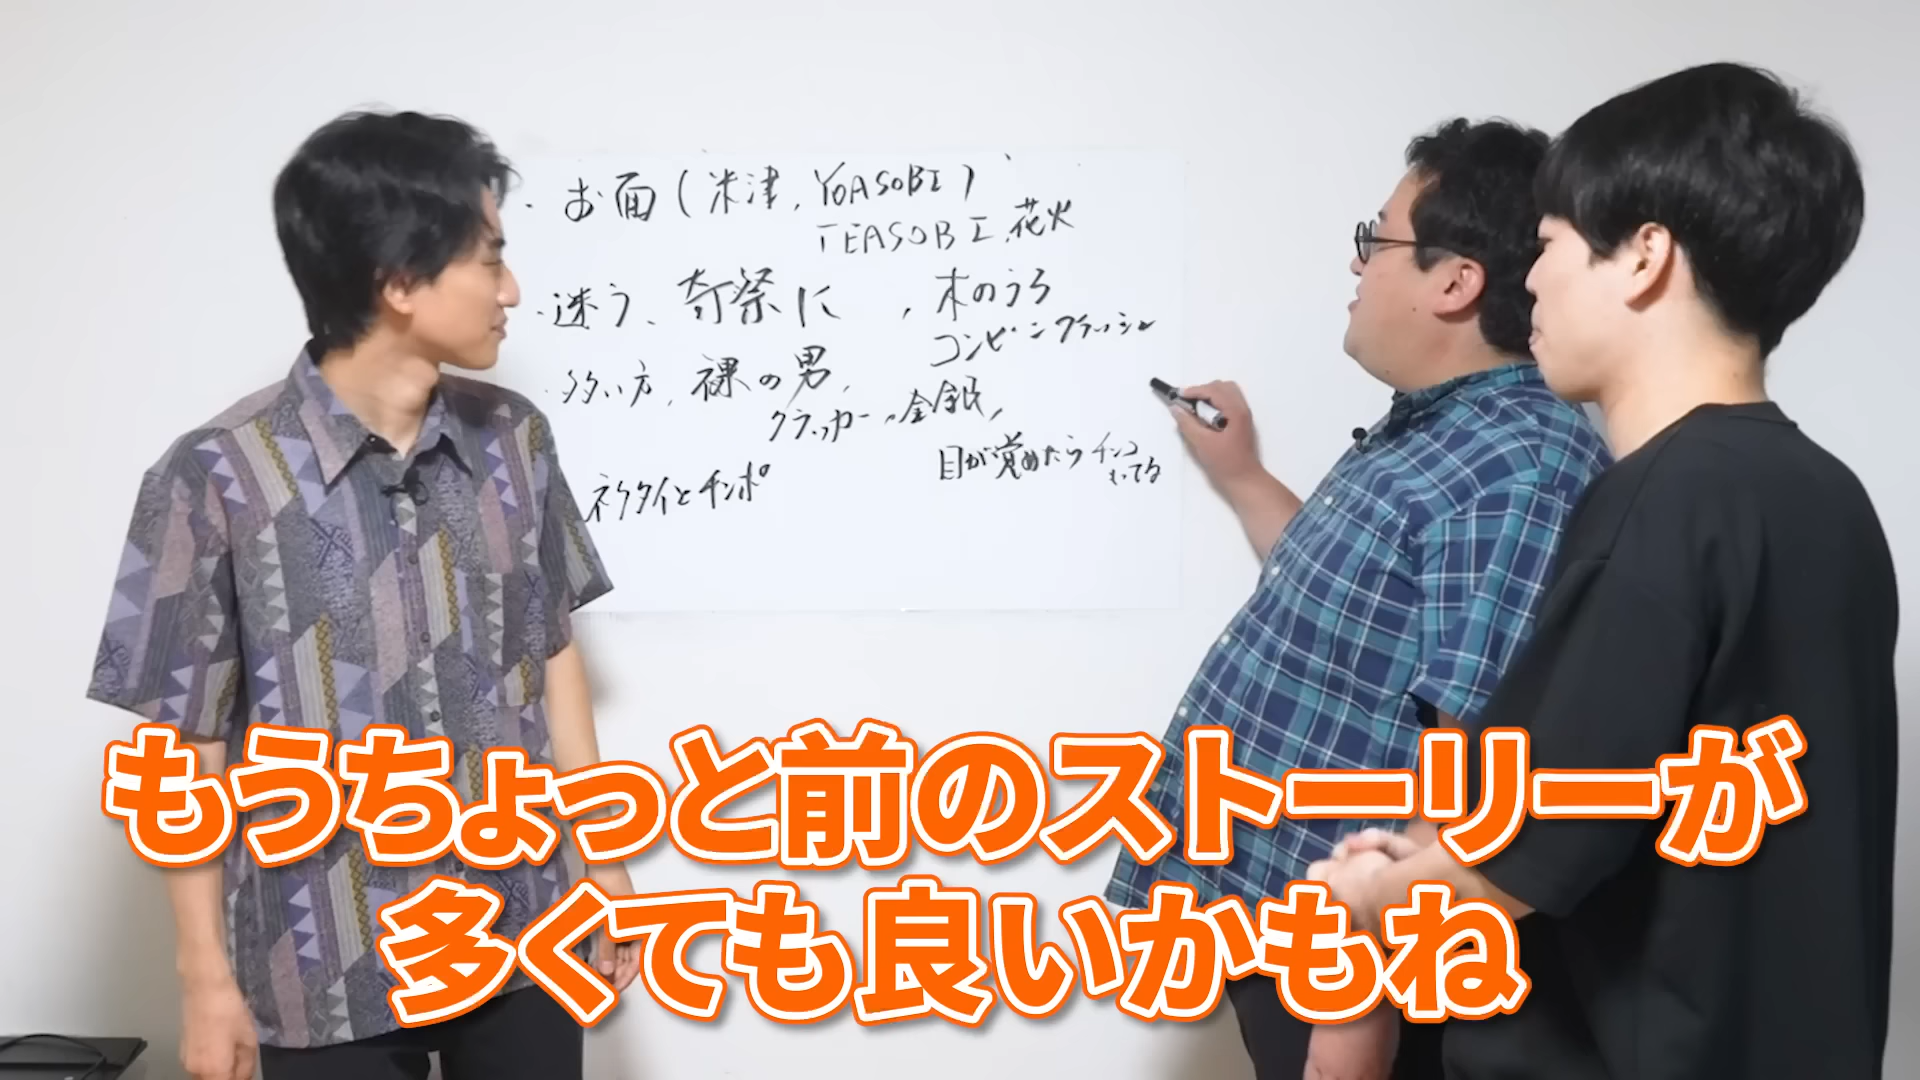 ・お面(米津, YOASOBI)
TEASOBI, 花火
・迷う、奇祭に
, 木のうろ
コンビニクラッシャ
・多い方, 裸の男,
クラッカー, 金銀,
目が覚めたらチンコ
もってる
ネクタイとチンポ
もうちょっと前のストーリーが
多くても良いかもね